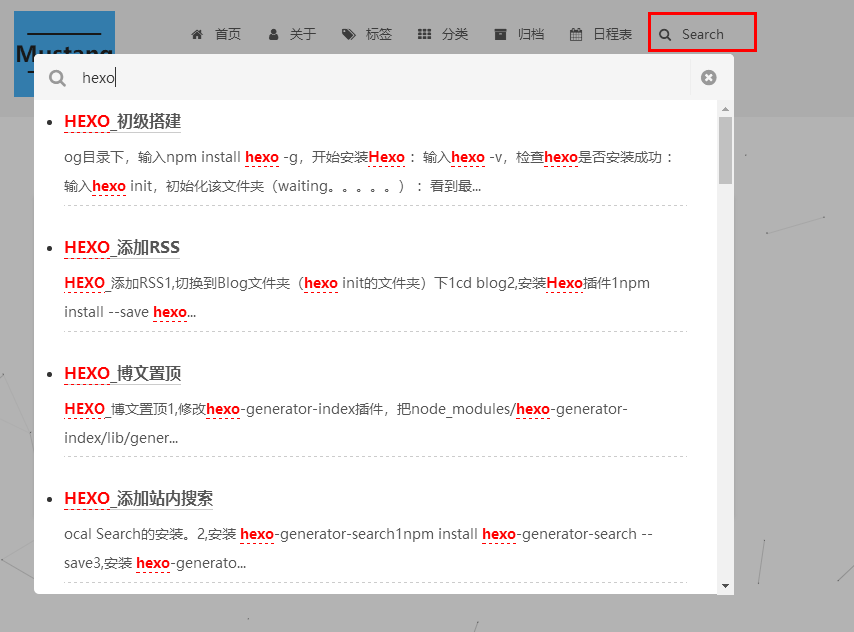 首页 关于 标签 分类 归档 日程表 Search
Mustang
hexo
HEXO_初级搭建
og目录下，输入npm install hexo -g，开始安装Hexo ：输入hexo -v，检查hexo是否安装成功：
输入hexo init，初始化该文件夹（waiting。。。。。）：看到最...
HEXO_添加RSS
HEXO_添加RSS1,切换到Blog文件夹（hexo init的文件夹）下1cd blog2,安装Hexo插件1npm
install --save hexo...
HEXO_博文置顶
HEXO_博文置顶1,修改hexo-generator-index插件，把node_modules/hexo-generator-
index/lib/gener...
HEXO_添加站内搜索
ocal Search的安装。2,安装 hexo-generator-search1npm install hexo-generator-search --
save3,安装 hexo-generato...